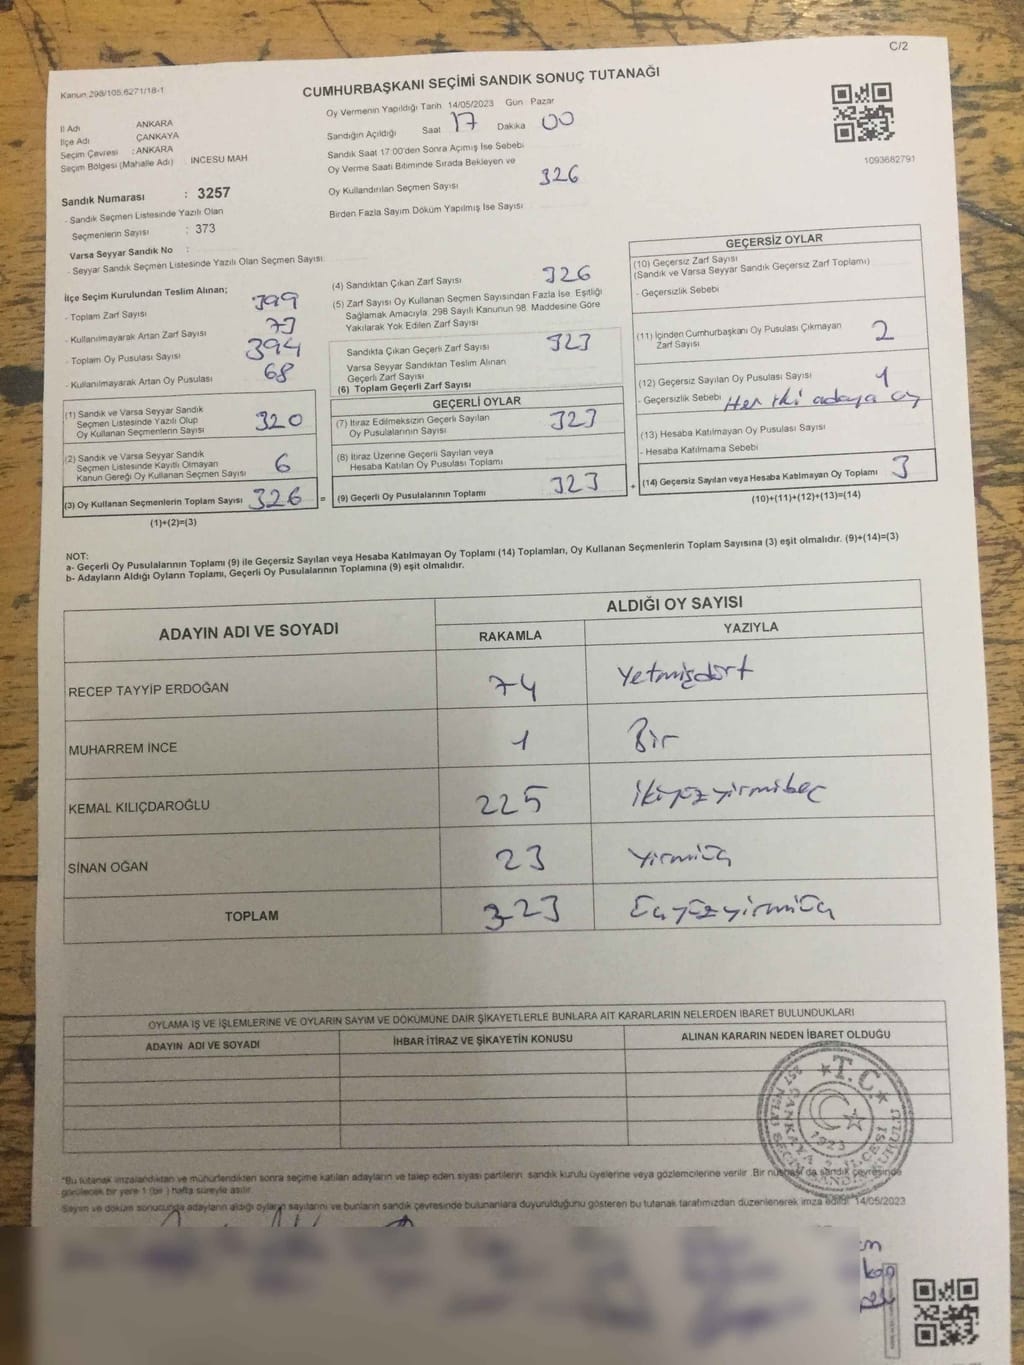 C/2
Kanun 298/105,6271/18-1
CUMHURBAŞKANI SEÇİMİ SANDIK SONUÇ TUTANAĞI
İl Adı ANKARA
İlçe Adı ÇANKAYA
Seçim Çevresi : ANKARA
Seçim Bölgesi (Mahalle Adı) : İNCESU MAH
Oy Vermenin Yapıldığı Tarih 14/05/2023 Gün Pazar
Sandığın Açıldığı Saat 17 Dakika 00
Sandık Saat 17:00'den Sonra Açımış İse Sebebi
Oy Verme Saati Bitiminde Sırada Bekleyen ve
Oy Kullandırılan Seçmen Sayısı 326
Birden Fazla Sayım Döküm Yapılmış İse Sayısı
1093682791
Sandık Numarası : 3257
- Sandık Seçmen Listesinde Yazılı Olan
Seçmenlerin Sayısı : 373
Varsa Seyyar Sandık No :
- Seyyar Sandık Seçmen Listesinde Yazılı Olan Seçmen Sayısı:
İlçe Seçim Kurulundan Teslim Alınan;
- Toplam Zarf Sayısı 399
- Kullanılmayarak Artan Zarf Sayısı 73
- Toplam Oy Pusulası Sayısı 394
- Kullanılmayarak Artan Oy Pusulası 68
(1) Sandık ve Varsa Seyyar Sandık
Seçmen Listesinde Yazılı Olup
Oy Kullanan Seçmenlerin Sayısı 320
(2) Sandık ve Varsa Seyyar Sandık
Seçmen Listesinde Kayıtlı Olmayan
Kanun Gereği Oy Kullanan Seçmen Sayısı 6
(3) Oy Kullanan Seçmenlerin Toplam Sayısı 326 =
(1)+(2)=(3)
(4) Sandıktan Çıkan Zarf Sayısı 326
(5) Zarf Sayısı Oy Kullanan Seçmen Sayısından Fazla İse Eşitliği
Sağlamak Amacıyla 298 Sayılı Kanunun 98. Maddesine Göre
Yakılarak Yok Edilen Zarf Sayısı
Sandıkta Çıkan Geçerli Zarf Sayısı 323
Varsa Seyyar Sandıktan Teslim Alınan
Geçerli Zarf Sayısı
(6) Toplam Geçerli Zarf Sayısı
GEÇERLİ OYLAR
(7) İtiraz Edilmeksizin Geçerli Sayılan
Oy Pusulalarının Sayısı 323
(8) İtiraz Üzerine Geçerli Sayılan veya
Hesaba Katılan Oy Pusulası Toplamı
(9) Geçerli Oy Pusulalarının Toplamı 323 +
GEÇERSİZ OYLAR
(10) Geçersiz Zarf Sayısı
(Sandık ve Varsa Seyyar Sandık Geçersiz Zarf Toplamı)
- Geçersizlik Sebebi
(11) İçinden Cumhurbaşkanı Oy Pusulası Çıkmayan
Zarf Sayısı 2
(12) Geçersiz Sayılan Oy Pusulası Sayısı 1
- Geçersizlik Sebebi Her iki adaya oy
(13) Hesaba Katılmayan Oy Pusulası Sayısı
- Hesaba Katılmama Sebebi
(14) Geçersiz Sayılan veya Hesaba Katılmayan Oy Toplamı 3
(10)+(11)+(12)+(13)=(14)
NOT:
a- Geçerli Oy Pusulalarının Toplamı (9) ile Geçersiz Sayılan veya Hesaba Katılmayan Oy Toplamı (14) Toplamları, Oy Kullanan Seçmenlerin Toplam Sayısına (3) eşit olmalıdır. (9)+(14)=(3)
b- Adayların Aldığı Oyların Toplamı, Geçerli Oy Pusulalarının Toplamına (9) eşit olmalıdır.
ADAYIN ADI VE SOYADI
ALDIĞI OY SAYISI
RAKAMLA YAZIYLA
RECEP TAYYİP ERDOĞAN 74 Yetmişdört
MUHARREM İNCE 1 Bir
KEMAL KILIÇDAROĞLU 225 ikiyüzyirmibeş
SİNAN OĞAN 23 Yirmiüç
TOPLAM 323 Üçyüzyirmiüç
OYLAMA İŞ VE İŞLEMLERİNE VE OYLARIN SAYIM VE DÖKÜMÜNE DAİR ŞİKAYETLERLE BUNLARA AİT KARARLARIN NELERDEN İBARET BULUNDUKLARI
ADAYIN ADI VE SOYADI İHBAR İTİRAZ VE ŞİKAYETİN KONUSU ALINAN KARARIN NEDEN İBARET OLDUĞU
T.C.
ÇANKAYA İLÇESİ
1923
*Bu tutanak imzalandıktan ve mühürlendikten sonra seçime katılan adayların ve talep eden siyasi partilerin sandık kurulu üyelerine veya gözlemcilerine verilir. Bir nüshası da sandık çevresinde
görülecek bir yere 1 (bir) hafta süreyle asılır.
Sayım ve döküm sonucunda adayların aldığı oyların sayılarını ve bunların sandık çevresinde bulunanlara duyurulduğunu gösteren bu tutanak tarafımızdan düzenlenerek imza edildi. 14/05/2023